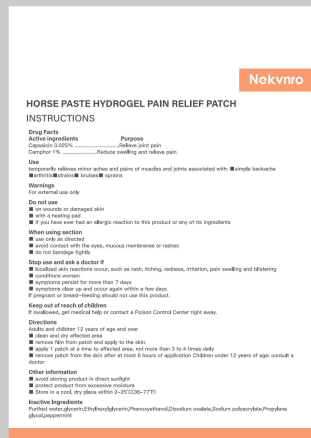 Nekvnro
HORSE PASTE HYDROGEL PAIN RELIEF PATCH
INSTRUCTIONS
Drug Facts
Active ingredients Purpose
Capsaicin 0.025% ......................Relieve joint pain
Camphor 1% ..................Reduce swelling and relieve pain
Use
temporarily relieves minor aches and pains of muscles and joints associated with: ■simple backache
■arthritis■strains■ bruises■ sprains
Warnings
For external use only
Do not use
■ on wounds or damaged skin
■ with a heating pad
■ If you have ever had an allergic reaction to this product or any of its ingredients
When using section
■ use only as directed
■ avoid contact with the eyes, mucous membranes or rashes
■ do not bandage tightly
Stop use and ask a doctor if
■ localized skin reactions occur, such as rash, itching, redness, irritation, pain swelling and blistering
■ conditions worsen
■ symptoms persist for more than 7 days
■ symptoms clear up and occur again within a few days
If pregnant or breast-feeding should not use this product.
Keep out of reach of children
If swallowed, get medical help or contact a Poison Control Center right away.
Directions
Adults and children 12 years of age and over
■ clean and dry affected area
■ remove film from patch and apply to the skin
■ apply 1 patch at a time to affected area, not more than 3 to 4 times daily
■ remove patch from the skin after at most 8 hours of application Children under 12 years of age: consult a
doctor
Other information
■ avoid storing product in direct sunlight
■ protect product from excessive moisture
■ Store in a cool, dry place within 2~25°C(36~77°F)
Inactive Ingredients
Purified water,glycerin,Ethylhexylglycerin,Phenoxyethanol,Disodium oxalate,Sodium polyacrylate,Propylene
glycol,peppermint